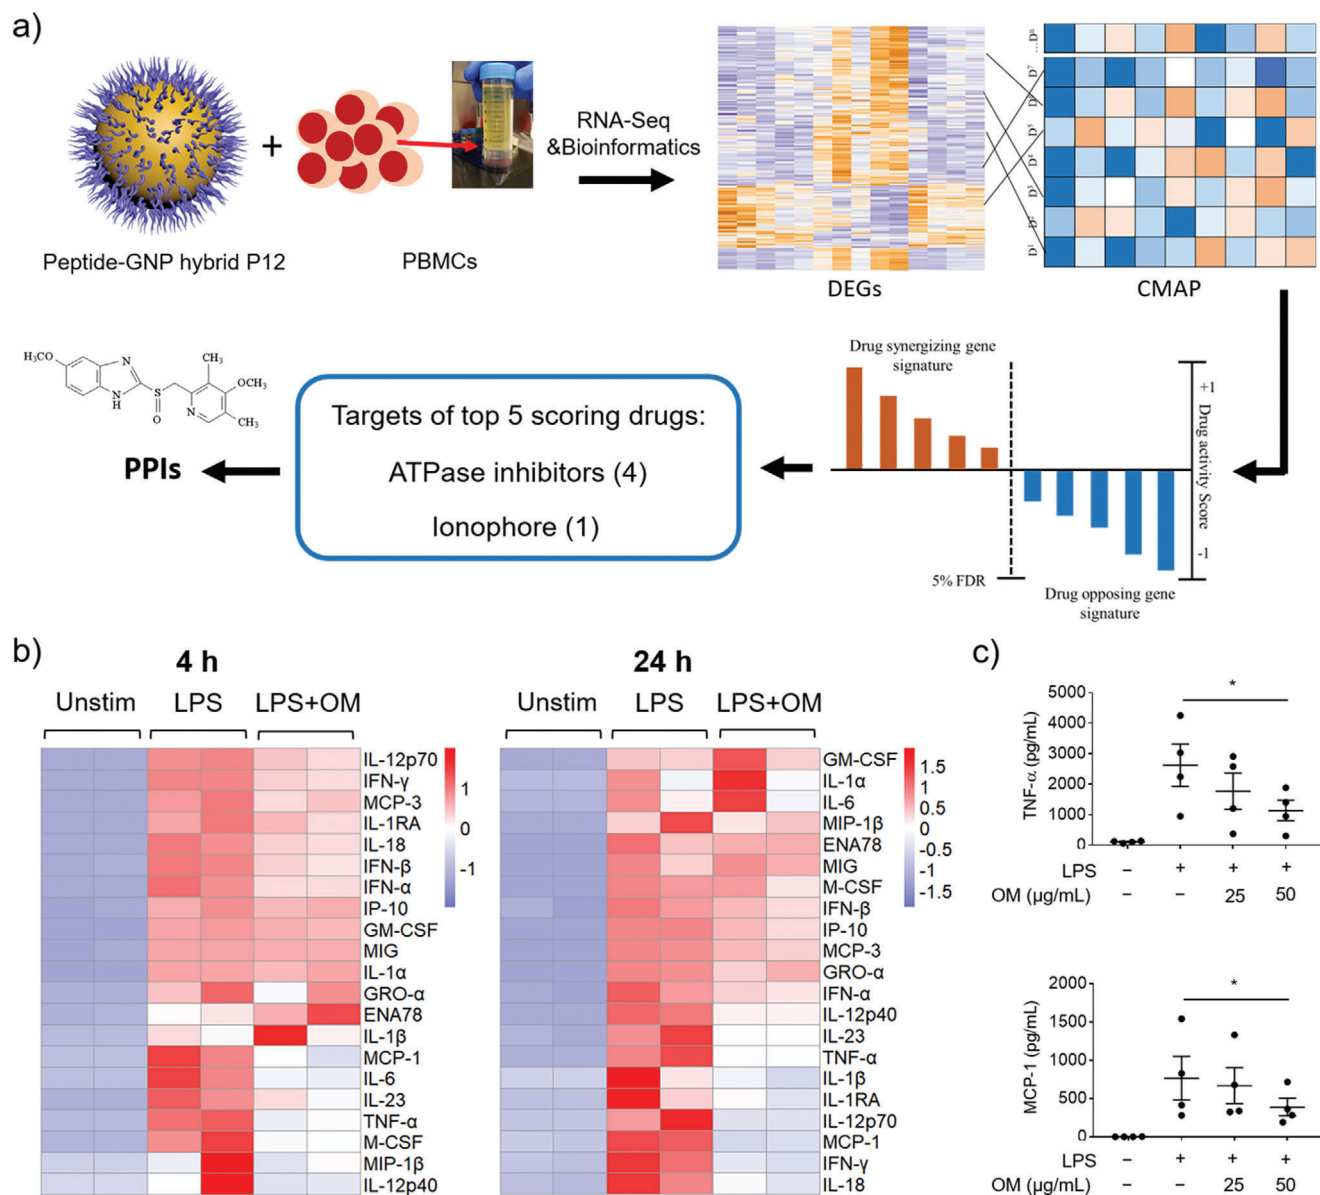 a)
Peptide-GNP hybrid P12
+
PBMCs
RNA-Seq
&Bioinformatics
DEGs
...Dⁿ
D⁷
D⁵
D⁴
D³
D²
D¹
CMAP
Drug synergizing gene
signature
+1
Drug activity Score
-1
5% FDR
Drug opposing gene
signature
Targets of top 5 scoring drugs:
ATPase inhibitors (4)
Ionophore (1)
H₃CO
N
N
H
S
O
N
CH₃
OCH₃
CH₃
PPIs
b)
4 h
Unstim
LPS
LPS+OM
IL-12p70
IFN-γ
MCP-3
IL-1RA
IL-18
IFN-β
IFN-α
IP-10
GM-CSF
MIG
IL-1α
GRO-α
ENA78
IL-1β
MCP-1
IL-6
IL-23
TNF-α
M-CSF
MIP-1β
IL-12p40
1
0
-1
24 h
Unstim
LPS
LPS+OM
GM-CSF
IL-1α
IL-6
MIP-1β
ENA78
MIG
M-CSF
IFN-β
IP-10
MCP-3
GRO-α
IFN-α
IL-12p40
IL-23
TNF-α
IL-1β
IL-1RA
IL-12p70
MCP-1
IFN-γ
IL-18
1.5
1
0.5
0
-0.5
-1
-1.5
c)
TNF-α (pg/mL)
5000
4000
3000
2000
1000
0
*
LPS – + + +
OM (µg/mL) – – 25 50
MCP-1 (pg/mL)
2000
1500
1000
500
0
*
LPS – + + +
OM (µg/mL) – – 25 50